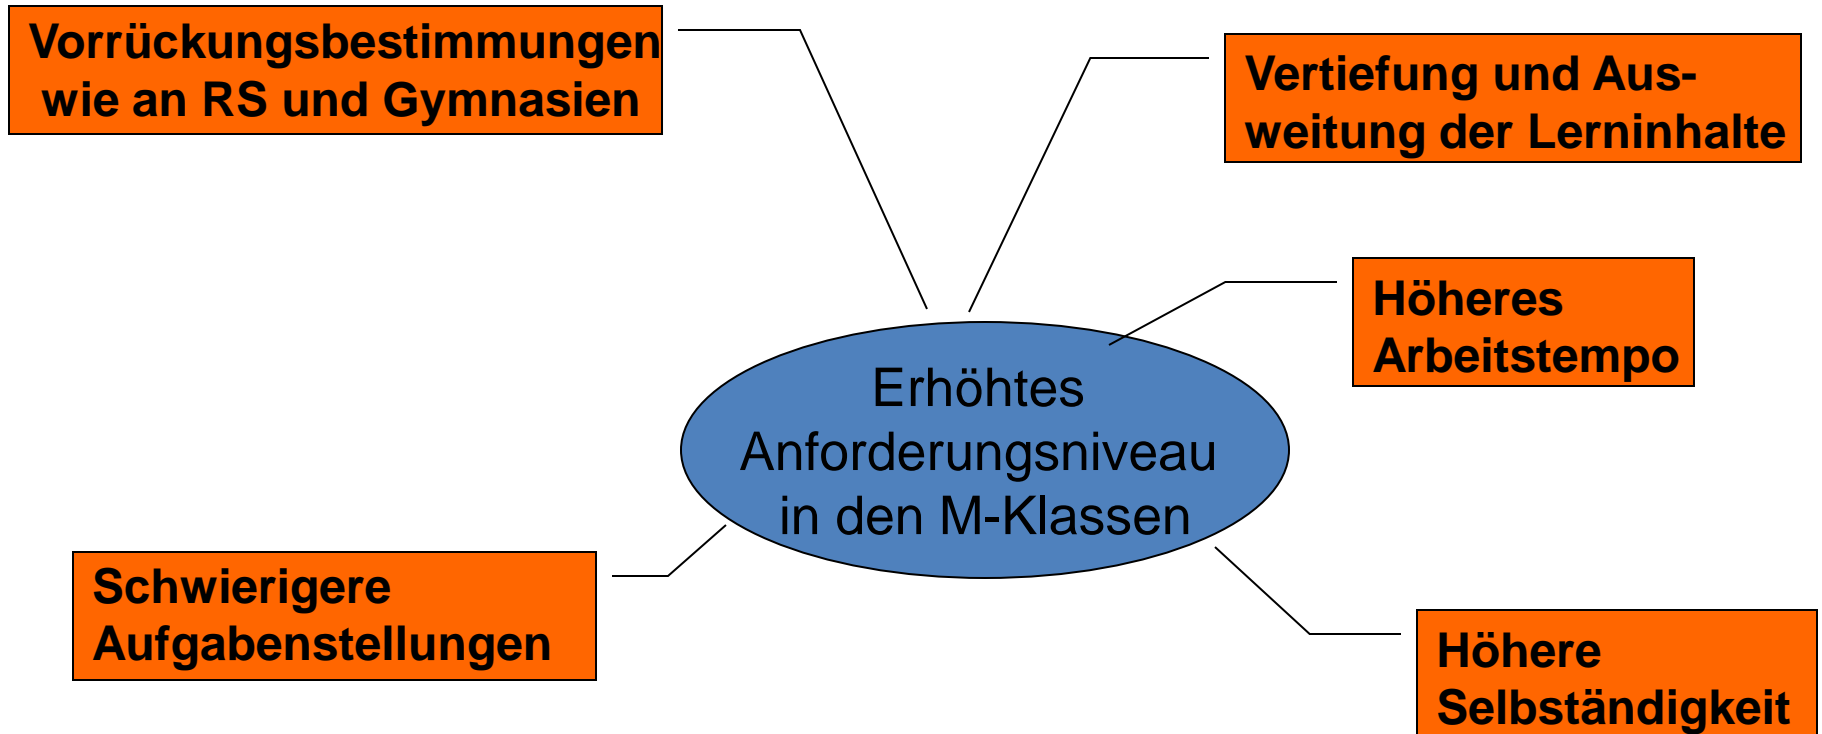 Vorrückungsbestimmungen
wie an RS und Gymnasien
Vertiefung und Aus-
weitung der Lerninhalte
Höheres
Arbeitstempo
Erhöhtes
Anforderungsniveau
in den M-Klassen
Schwierigere
Aufgabenstellungen
Höhere
Selbständigkeit